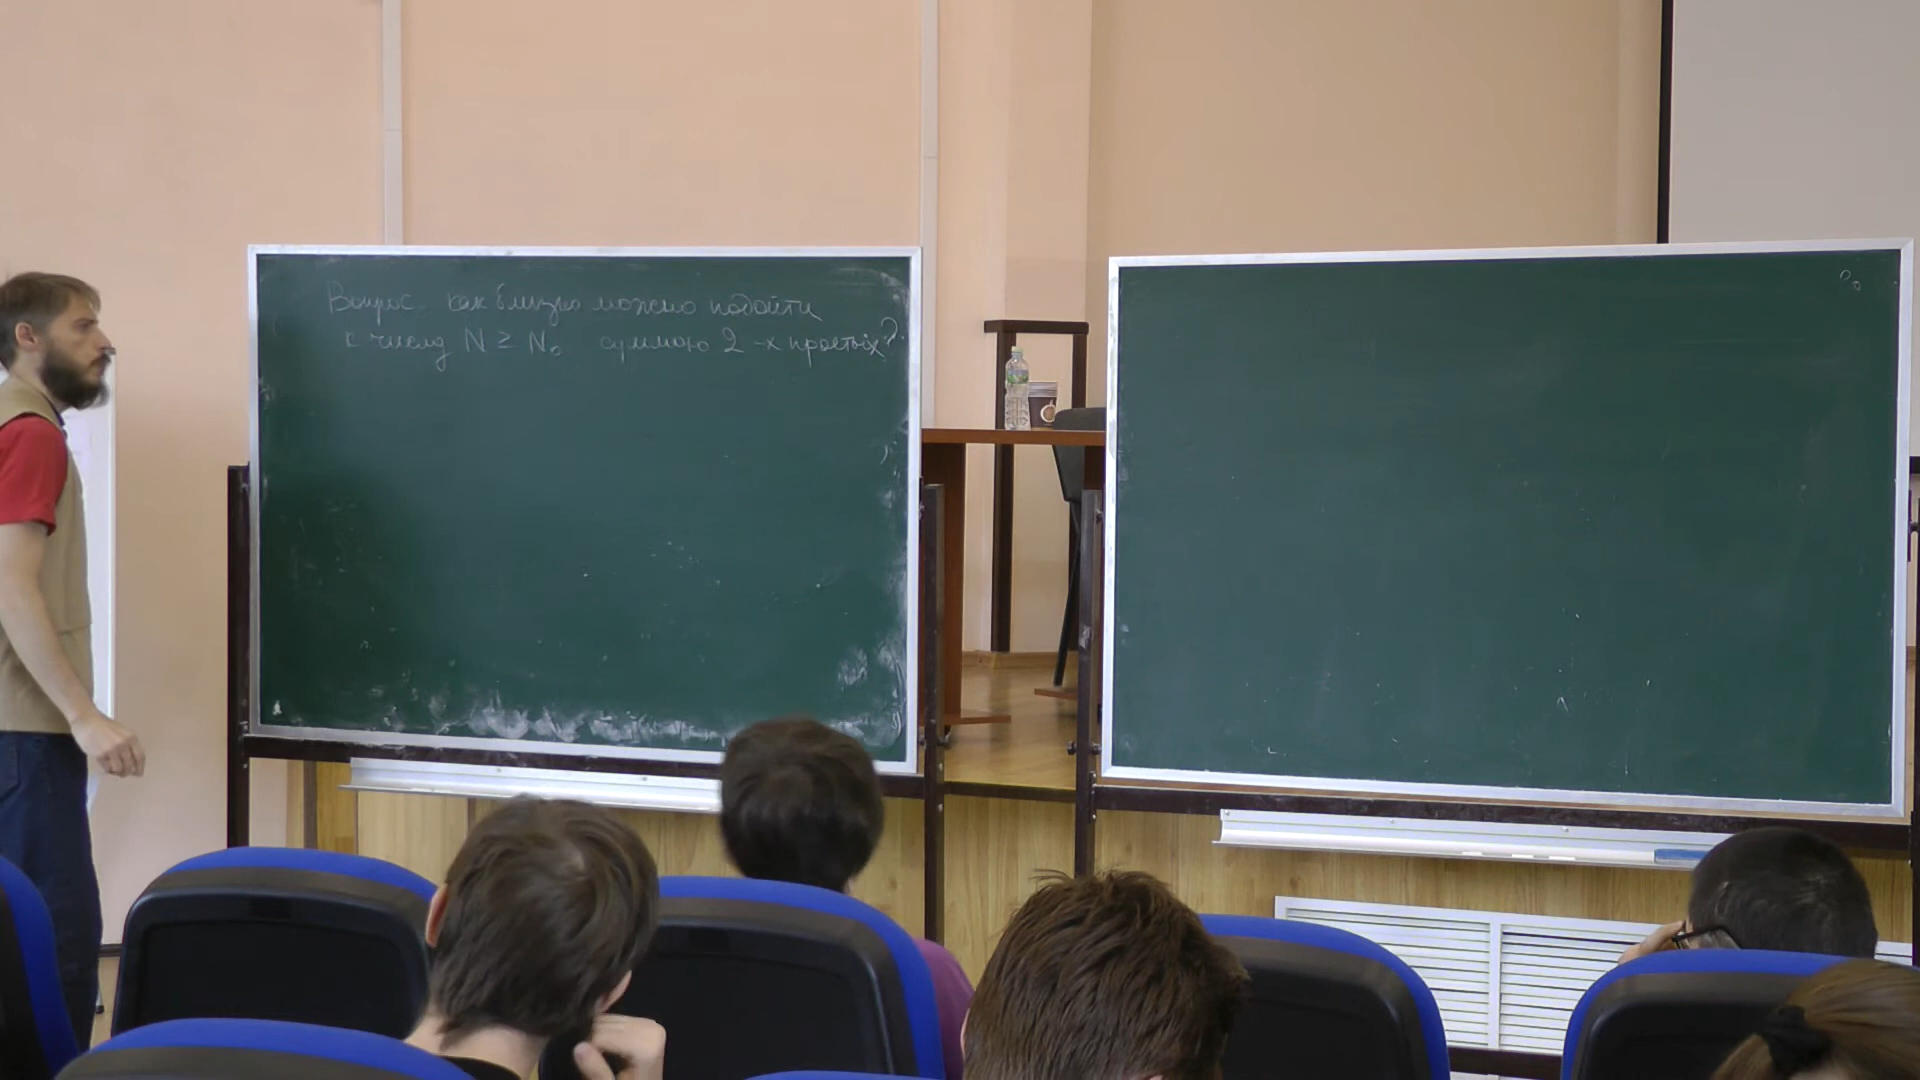 Вопрос. как близко можно подойти
к числу N ≥ N₀ суммою 2-х простых?